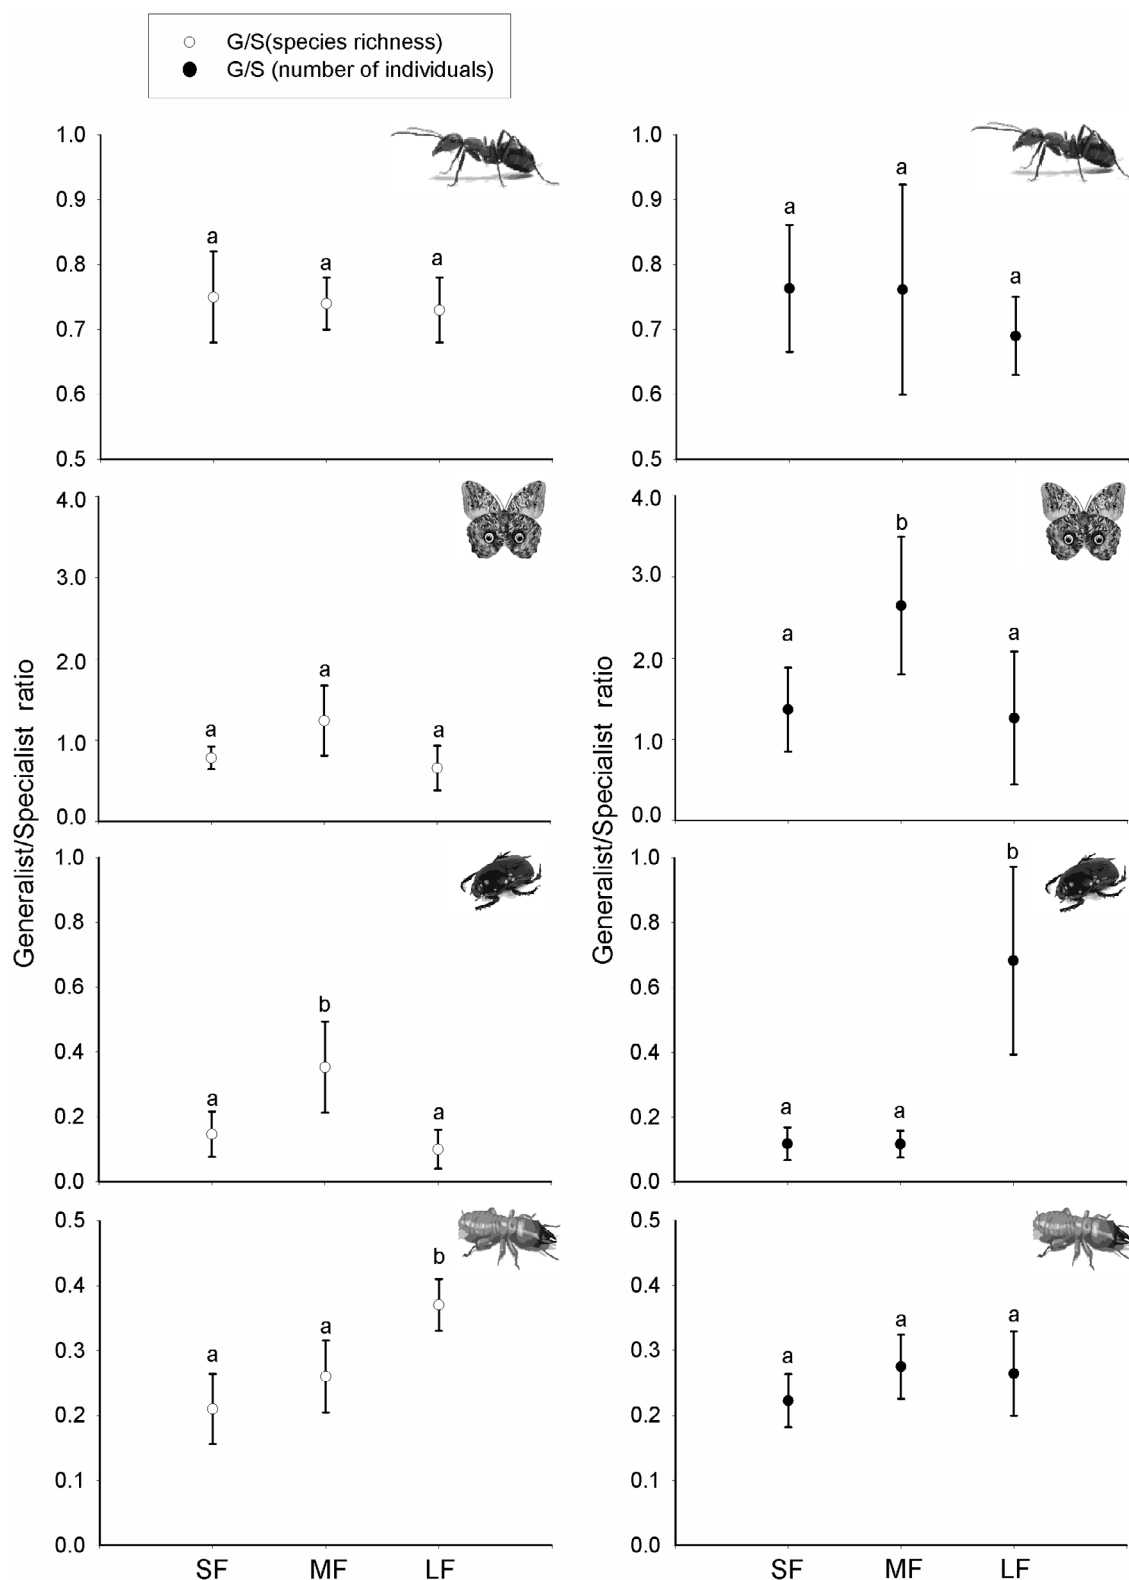 G/S(species richness)
G/S (number of individuals)
1.0
0.9
0.8
0.7
0.6
0.5
a
a
a
1.0
0.9
0.8
0.7
0.6
0.5
a
a
a
4.0
3.0
2.0
1.0
0.0
a
a
a
4.0
3.0
2.0
1.0
0.0
a
b
a
Generalist/Specialist ratio
Generalist/Specialist ratio
1.0
0.8
0.6
0.4
0.2
0.0
a
b
a
1.0
0.8
0.6
0.4
0.2
0.0
a
a
b
0.5
0.4
0.3
0.2
0.1
0.0
a
a
b
SF MF LF
0.5
0.4
0.3
0.2
0.1
0.0
a
a
a
SF MF LF